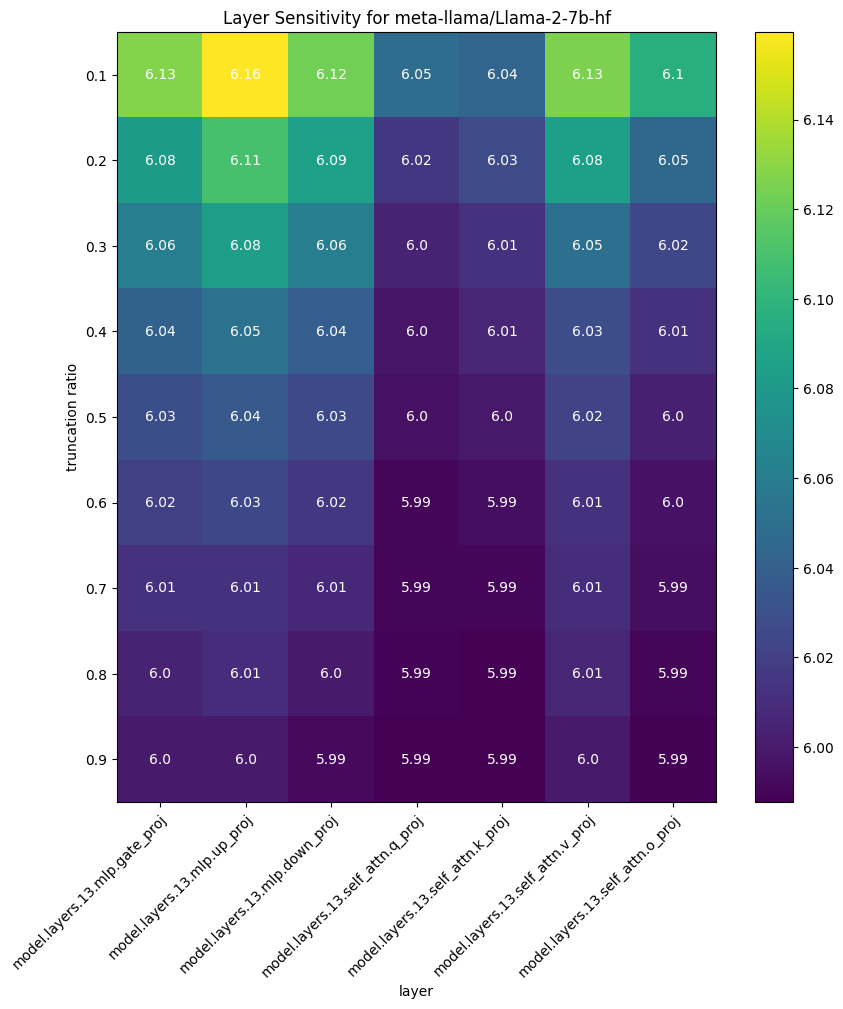 Layer Sensitivity for meta-llama/Llama-2-7b-hf
truncation ratio
0.1 6.13 6.16 6.12 6.05 6.04 6.13 6.1
0.2 6.08 6.11 6.09 6.02 6.03 6.08 6.05
0.3 6.06 6.08 6.06 6.0 6.01 6.05 6.02
0.4 6.04 6.05 6.04 6.0 6.01 6.03 6.01
0.5 6.03 6.04 6.03 6.0 6.0 6.02 6.0
0.6 6.02 6.03 6.02 5.99 5.99 6.01 6.0
0.7 6.01 6.01 6.01 5.99 5.99 6.01 5.99
0.8 6.0 6.01 6.0 5.99 5.99 6.01 5.99
0.9 6.0 6.0 5.99 5.99 5.99 6.0 5.99
model.layers.13.mlp.gate_proj
model.layers.13.mlp.up_proj
model.layers.13.mlp.down_proj
model.layers.13.self_attn.q_proj
model.layers.13.self_attn.k_proj
model.layers.13.self_attn.v_proj
model.layers.13.self_attn.o_proj
layer
6.14
6.12
6.10
6.08
6.06
6.04
6.02
6.00